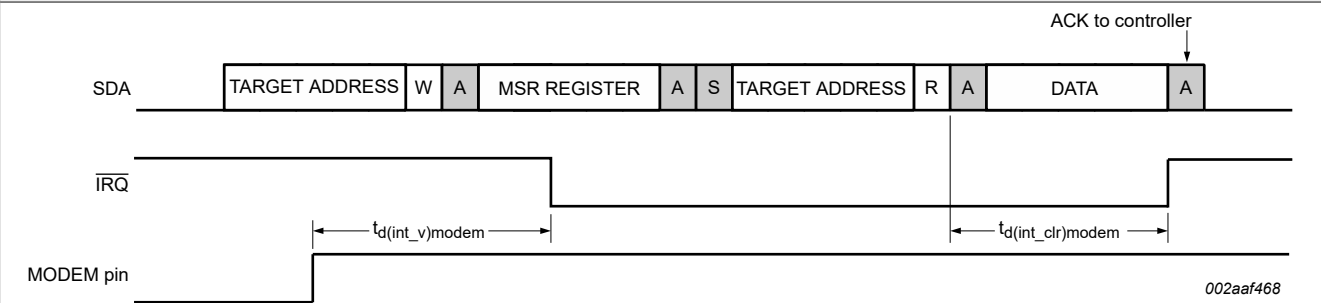 ACK to controller
SDA TARGET ADDRESS W A MSR REGISTER A S TARGET ADDRESS R A DATA A
IRQ
td(int_v)modem td(int_clr)modem
MODEM pin
002aaf468